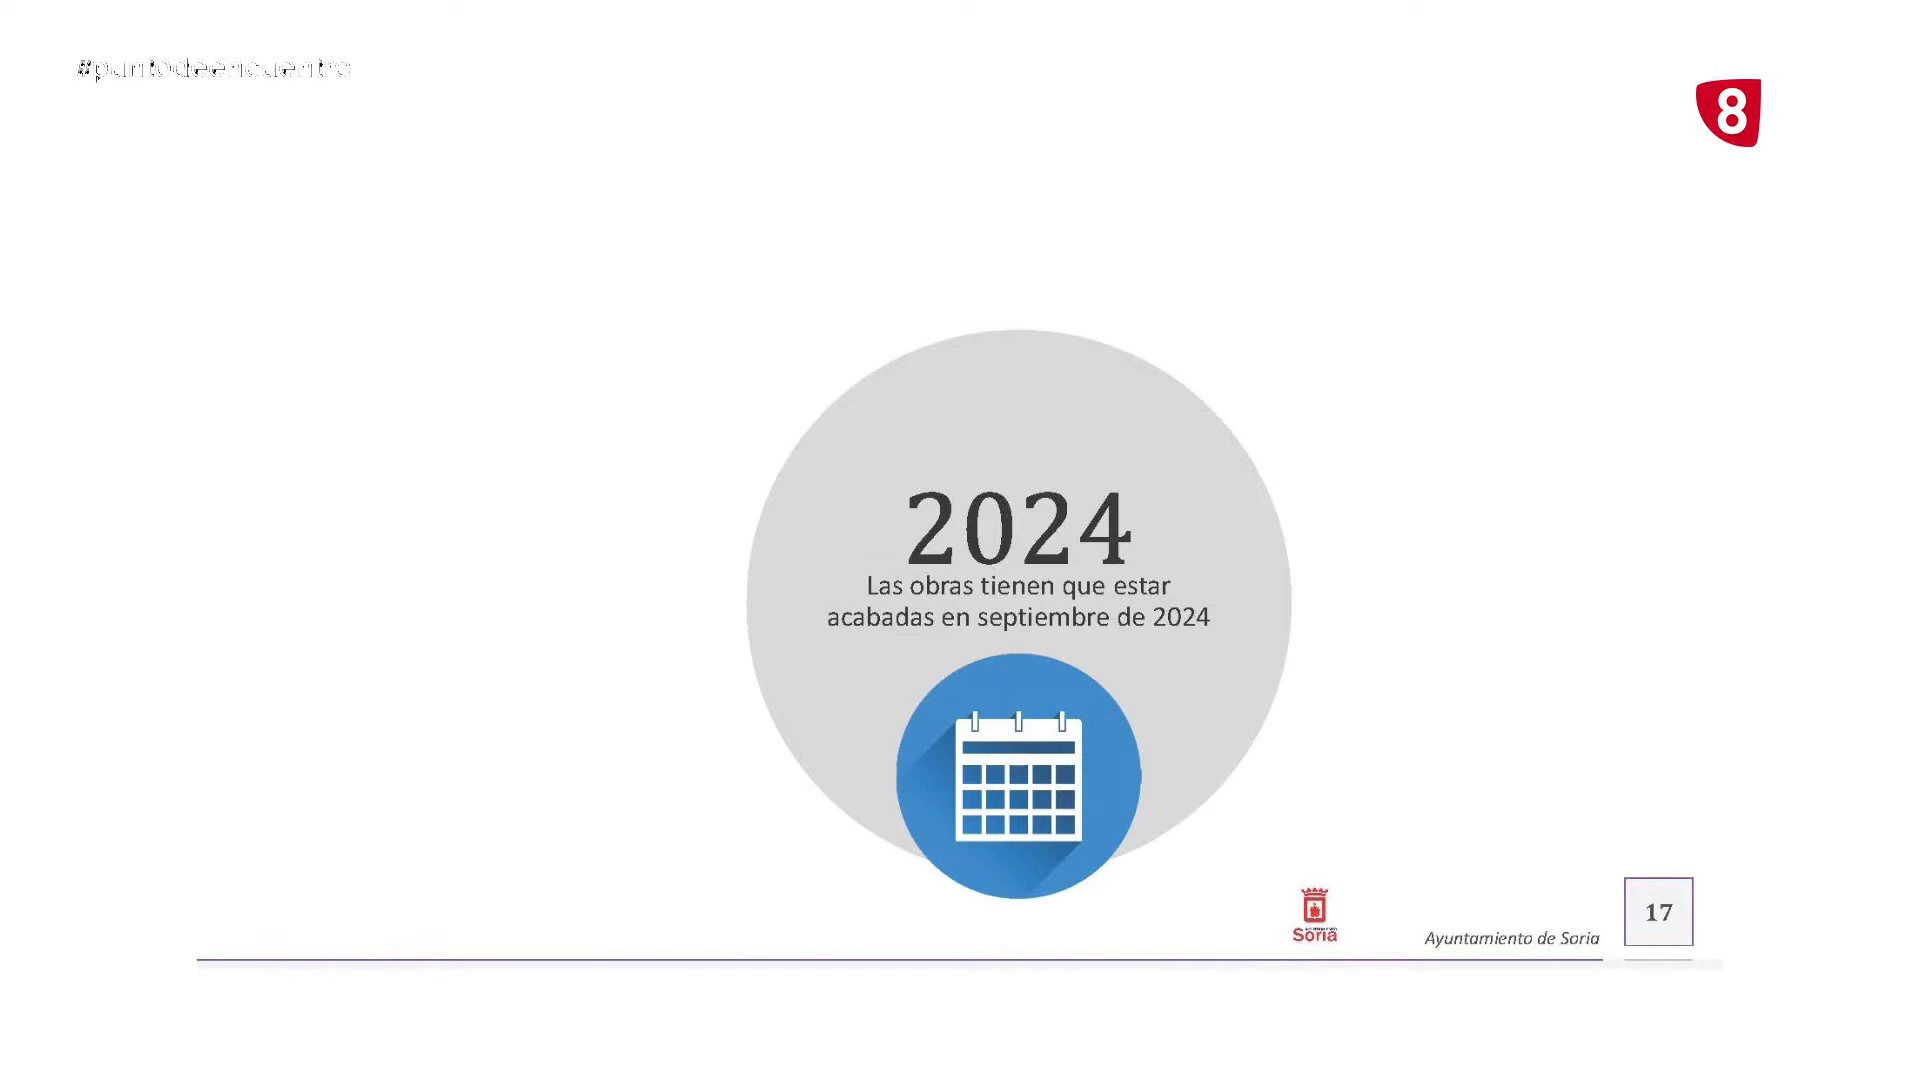 #puntodeencuentro
8
2024
Las obras tienen que estar
acabadas en septiembre de 2024
Soria
Ayuntamiento de Soria
17